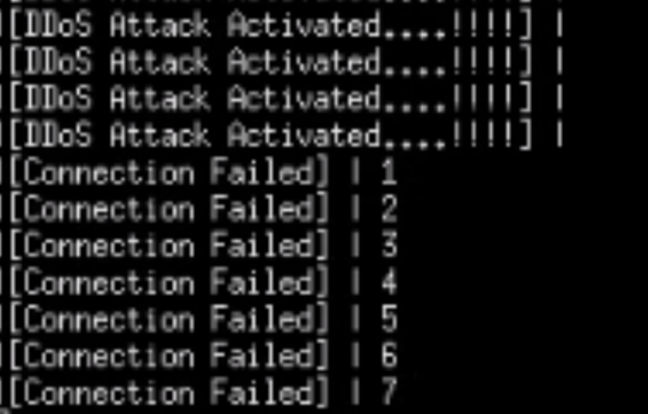 [DDoS Attack Activated....!!!!] |
[DDoS Attack Activated....!!!!] |
[DDoS Attack Activated....!!!!] |
[DDoS Attack Activated....!!!!] |
[Connection Failed] | 1
[Connection Failed] | 2
[Connection Failed] | 3
[Connection Failed] | 4
[Connection Failed] | 5
[Connection Failed] | 6
[Connection Failed] | 7